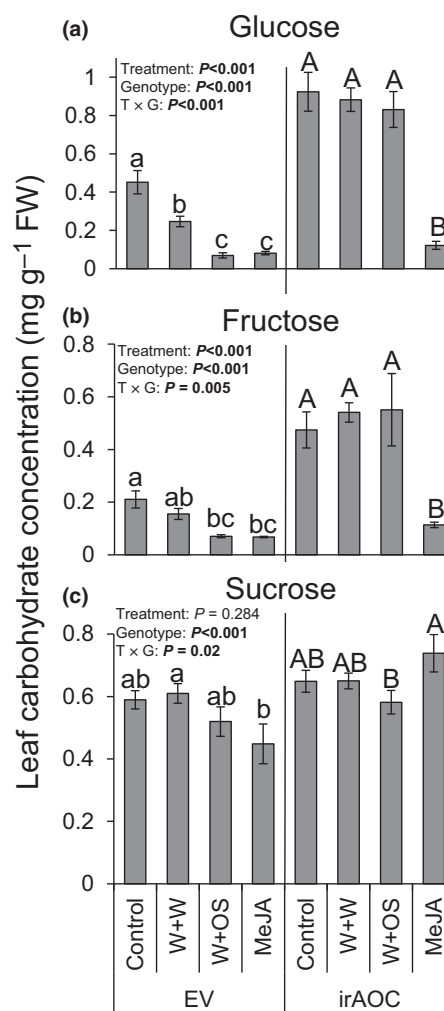 (a) Glucose
Treatment: P<0.001
Genotype: P<0.001
T × G: P<0.001
1
0.8
0.6
0.4
0.2
0
a
b
c
c
A
A
A
B
(b) Fructose
Treatment: P<0.001
Genotype: P<0.001
T × G: P = 0.005
0.8
0.6
0.4
0.2
0
a
ab
bc
bc
A
A
A
B
(c) Sucrose
Treatment: P = 0.284
Genotype: P<0.001
T × G: P = 0.02
0.8
0.6
0.4
0.2
0
ab
a
ab
b
AB
AB
B
A
Leaf carbohydrate concentration (mg g⁻¹ FW)
Control
W+W
W+OS
MeJA
Control
W+W
W+OS
MeJA
EV
irAOC